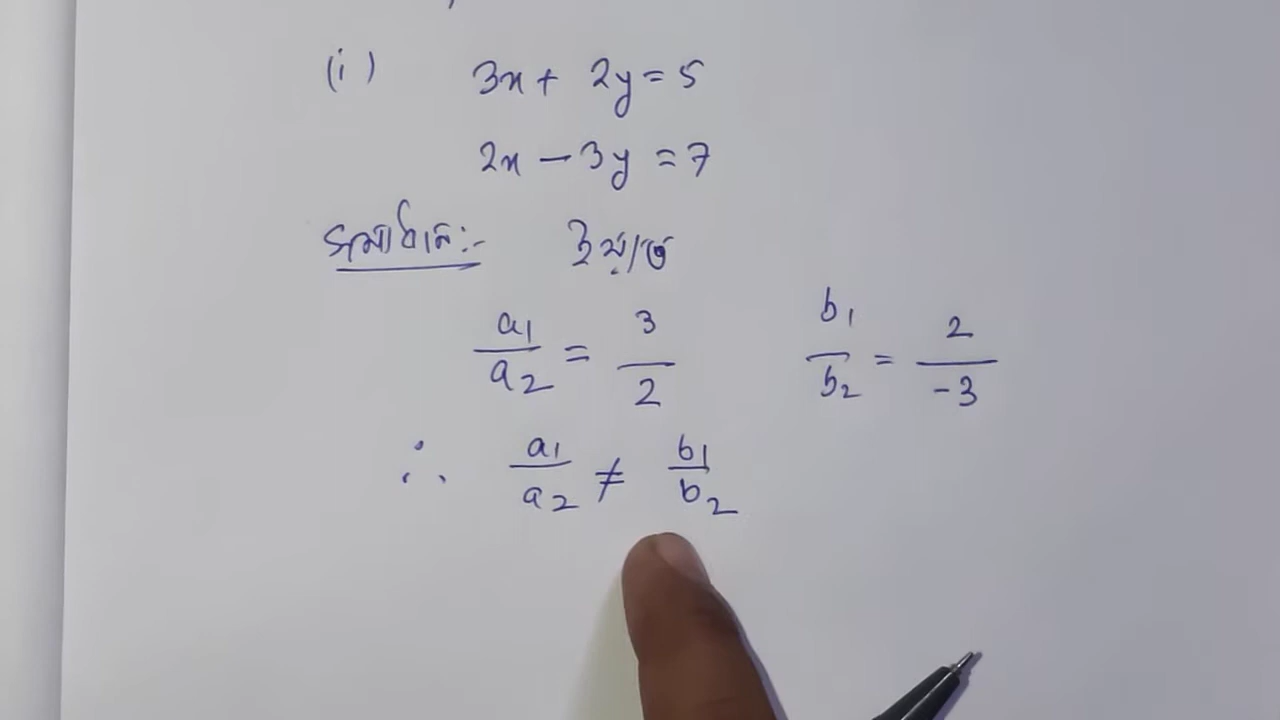 (i) 3x + 2y = 5
2x − 3y = 7
সমাধান:- ইয়াত
a₁/a₂ = 3/2 b₁/b₂ = 2/-3
∴ a₁/a₂ ≠ b₁/b₂